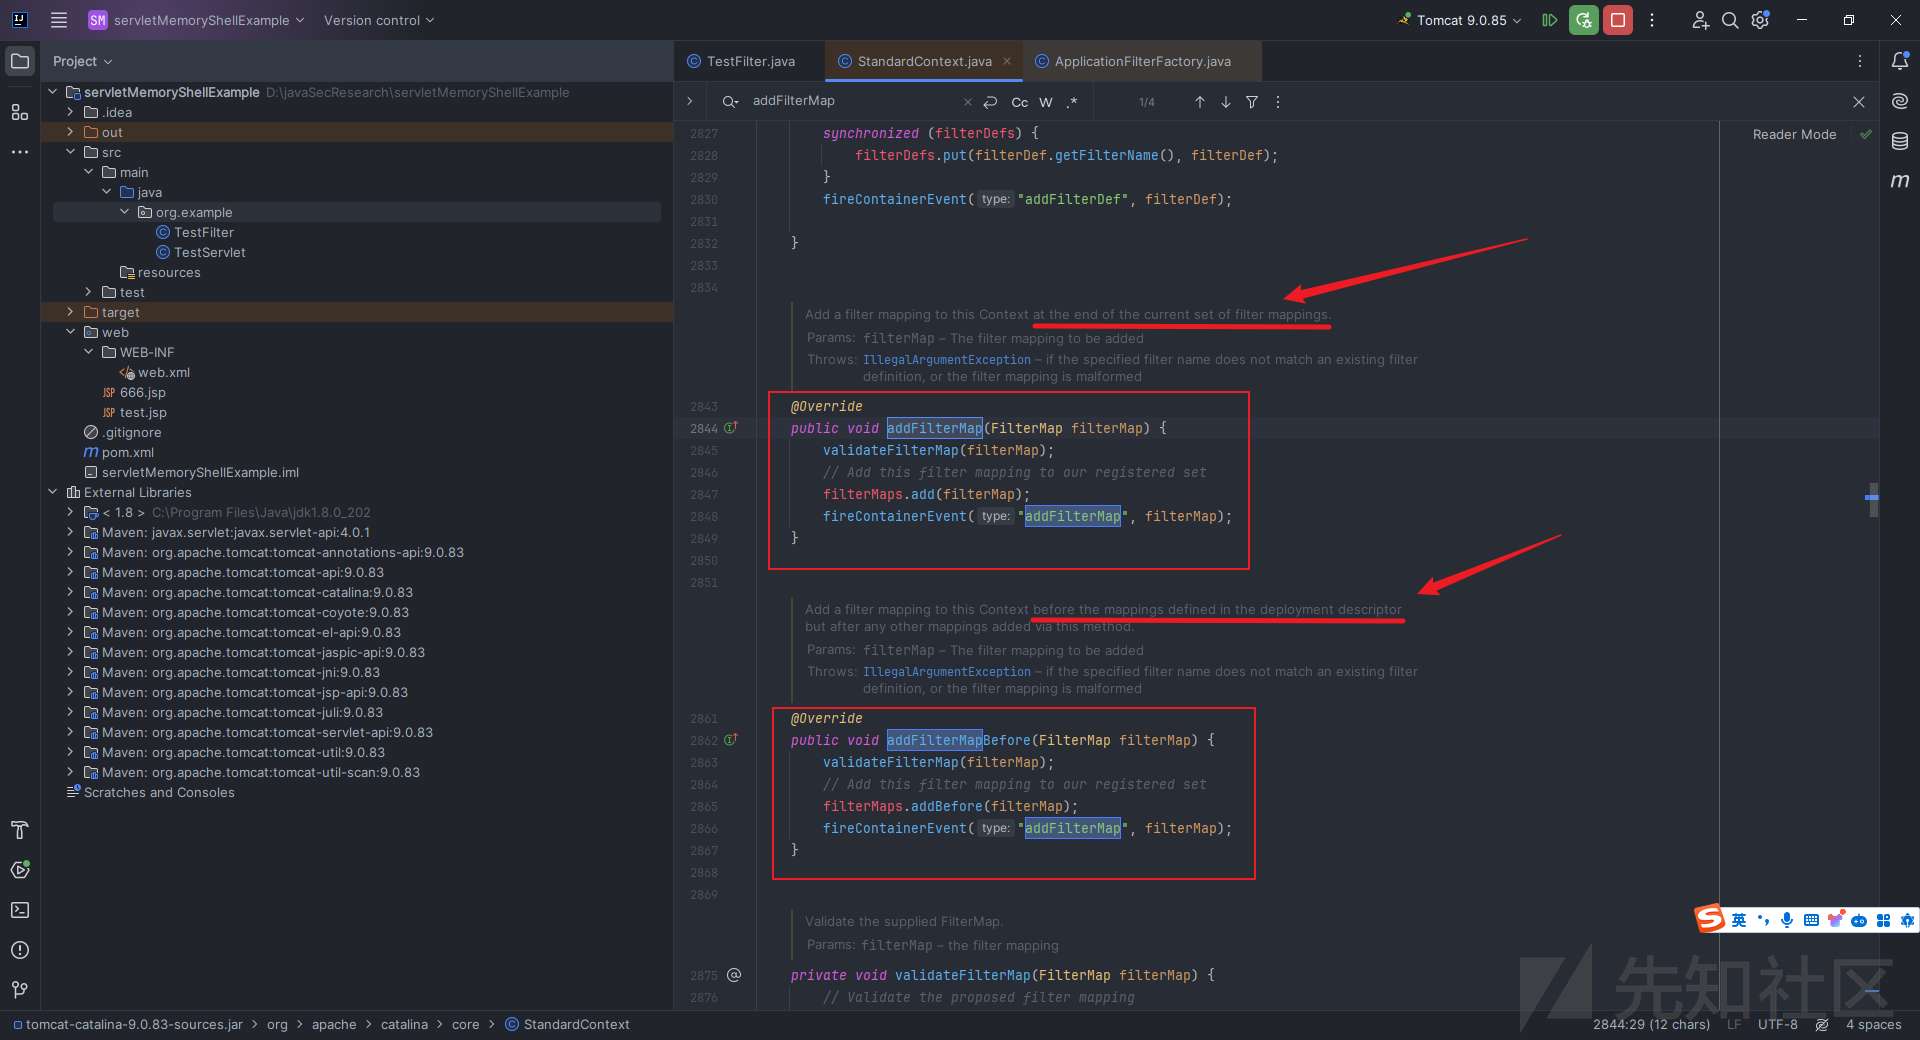 SM servletMemoryShellExample Version control Tomcat 9.0.85
Project
TestFilter.java StandardContext.java ApplicationFilterFactory.java
servletMemoryShellExample D:\javaSecResearch\servletMemoryShellExample
.idea
out
src
main
java
org.example
TestFilter
TestServlet
resources
test
target
web
WEB-INF
web.xml
JSP 666.jsp
JSP test.jsp
.gitignore
m pom.xml
servletMemoryShellExample.iml
External Libraries
< 1.8 > C:\Program Files\Java\jdk1.8.0_202
Maven: javax.servlet:javax.servlet-api:4.0.1
Maven: org.apache.tomcat:tomcat-annotations-api:9.0.83
Maven: org.apache.tomcat:tomcat-api:9.0.83
Maven: org.apache.tomcat:tomcat-catalina:9.0.83
Maven: org.apache.tomcat:tomcat-coyote:9.0.83
Maven: org.apache.tomcat:tomcat-el-api:9.0.83
Maven: org.apache.tomcat:tomcat-jaspic-api:9.0.83
Maven: org.apache.tomcat:tomcat-jni:9.0.83
Maven: org.apache.tomcat:tomcat-jsp-api:9.0.83
Maven: org.apache.tomcat:tomcat-juli:9.0.83
Maven: org.apache.tomcat:tomcat-servlet-api:9.0.83
Maven: org.apache.tomcat:tomcat-util:9.0.83
Maven: org.apache.tomcat:tomcat-util-scan:9.0.83
Scratches and Consoles
addFilterMap Cc W .* 1/4
Reader Mode
2827 synchronized (filterDefs) {
2828 filterDefs.put(filterDef.getFilterName(), filterDef);
2829 }
2830 fireContainerEvent( type: "addFilterDef", filterDef);
2831
2832 }
2833
2834
Add a filter mapping to this Context at the end of the current set of filter mappings.
Params: filterMap – The filter mapping to be added
Throws: IllegalArgumentException – if the specified filter name does not match an existing filter
definition, or the filter mapping is malformed
2843 @Override
2844 public void addFilterMap(FilterMap filterMap) {
2845 validateFilterMap(filterMap);
2846 // Add this filter mapping to our registered set
2847 filterMaps.add(filterMap);
2848 fireContainerEvent( type: "addFilterMap", filterMap);
2849 }
2850
2851
Add a filter mapping to this Context before the mappings defined in the deployment descriptor
but after any other mappings added via this method.
Params: filterMap – The filter mapping to be added
Throws: IllegalArgumentException – if the specified filter name does not match an existing filter
definition, or the filter mapping is malformed
2861 @Override
2862 public void addFilterMapBefore(FilterMap filterMap) {
2863 validateFilterMap(filterMap);
2864 // Add this filter mapping to our registered set
2865 filterMaps.addBefore(filterMap);
2866 fireContainerEvent( type: "addFilterMap", filterMap);
2867 }
2868
2869
Validate the supplied FilterMap.
Params: filterMap – the filter mapping
2875 private void validateFilterMap(FilterMap filterMap) {
2876 // Validate the proposed filter mapping
英
先知社区
tomcat-catalina-9.0.83-sources.jar > org > apache > catalina > core > StandardContext 2844:29 (12 chars) LF UTF-8 4 spaces